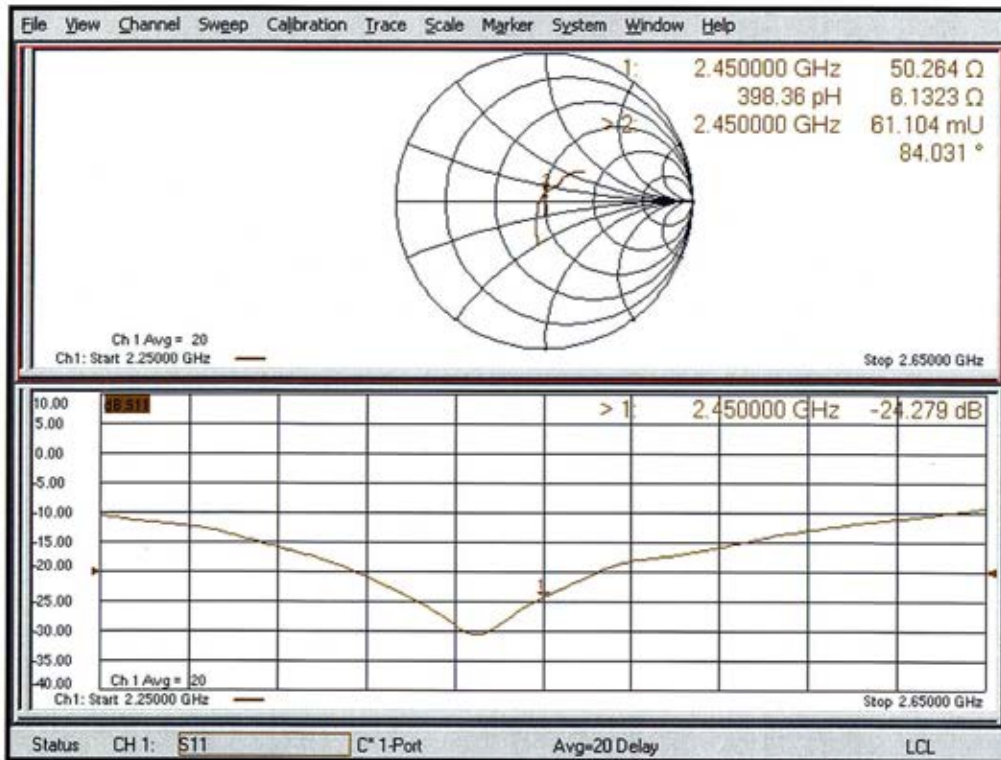 File View Channel Sweep Calibration Trace Scale Marker System Window Help
1: 2.450000 GHz 50.264 Ω
398.36 pH 6.1323 Ω
> 2: 2.450000 GHz 61.104 mU
84.031 °
Ch 1 Avg = 20
Ch1: Start 2.25000 GHz
Stop 2.65000 GHz
10.00
dB S11
> 1: 2.450000 GHz -24.279 dB
5.00
0.00
-5.00
-10.00
-15.00
-20.00
1
-25.00
-30.00
-35.00
-40.00
Ch 1 Avg = 20
Ch1: Start 2.25000 GHz
Stop 2.65000 GHz
Status CH 1: S11 C* 1-Port Avg=20 Delay LCL